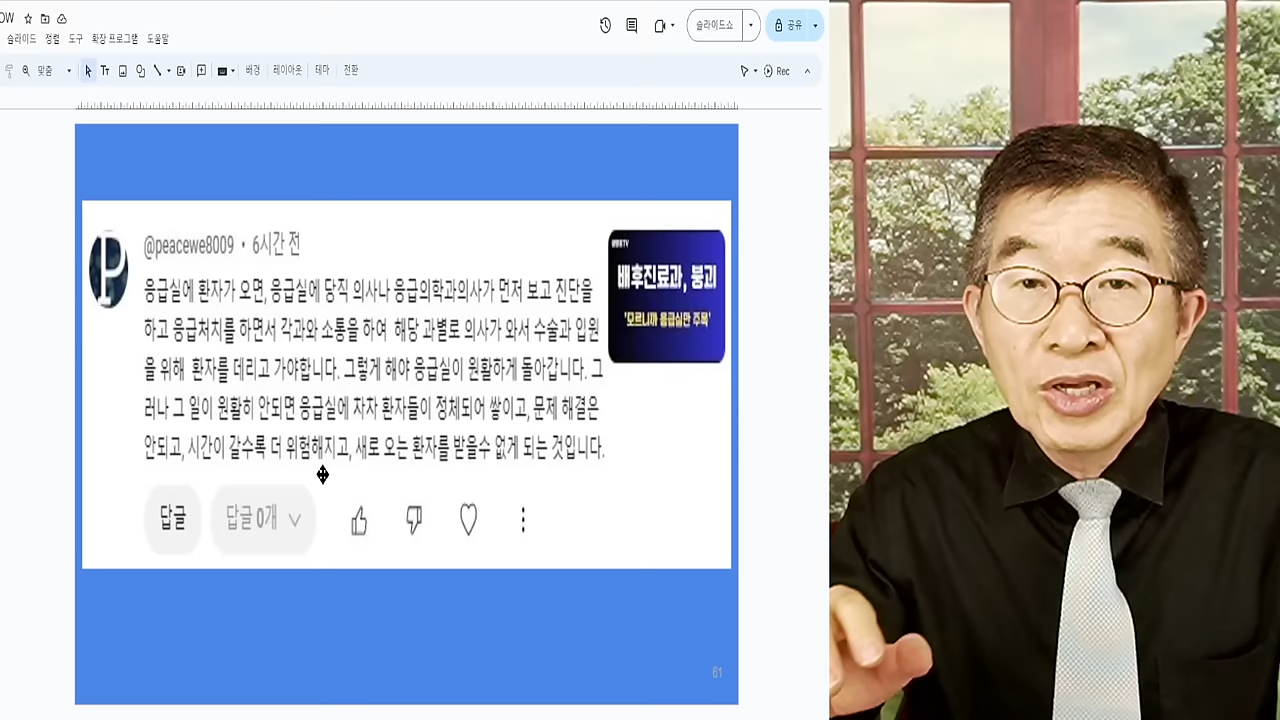 OW
슬라이드쇼
공유
슬라이드 정렬 도구 확장 프로그램 도움말
맞춤
배경 레이아웃 테마 전환
Rec
@peacewe8009 • 6시간 전
응급실에 환자가 오면, 응급실에 당직 의사나 응급의학과의사가 먼저 보고 진단을
하고 응급처치를 하면서 각과와 소통을 하여 해당 과별로 의사가 와서 수술과 입원
을 위해 환자를 데리고 가야합니다. 그렇게 해야 응급실이 원활하게 돌아갑니다. 그
러나 그 일이 원활히 안되면 응급실에 자차 환자들이 정체되어 쌓이고, 문제 해결은
안되고, 시간이 갈수록 더 위험해지고, 새로 오는 환자를 받을수 없게 되는 것입니다.
배후진료과, 붕괴
'모르니까 응급실만 주목'
답글
답글 0개
61